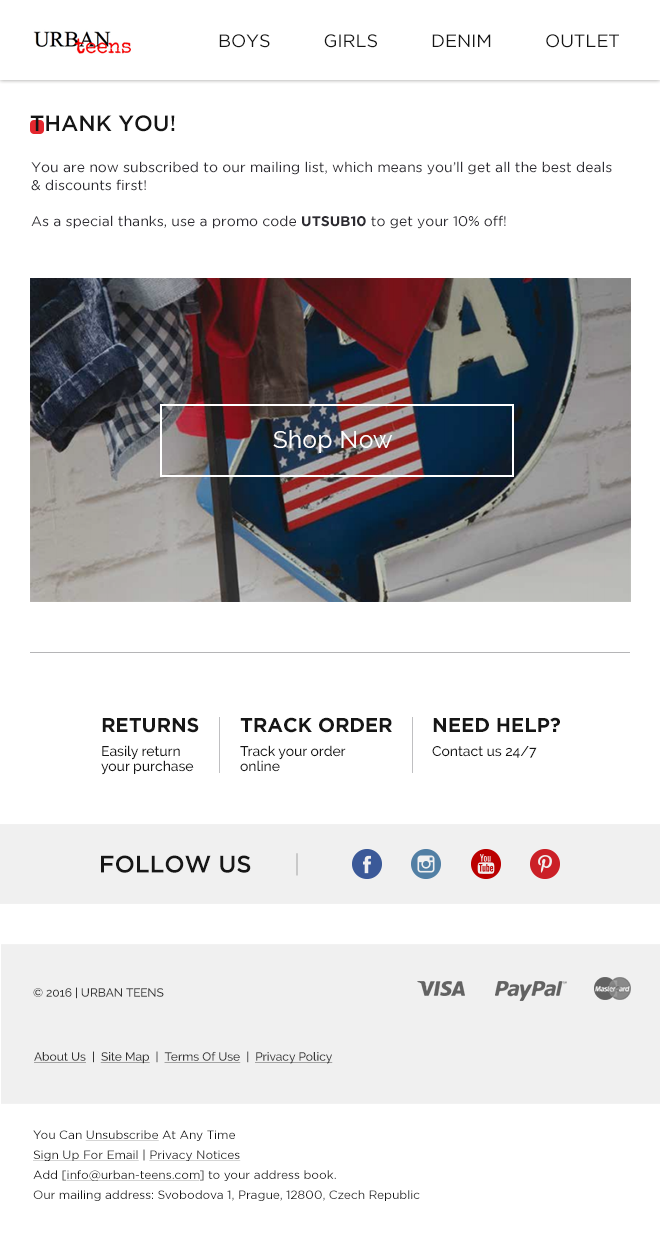 URBAN teens
BOYS GIRLS DENIM OUTLET
THANK YOU!
You are now subscribed to our mailing list, which means you'll get all the best deals
& discounts first!
As a special thanks, use a promo code UTSUB10 to get your 10% off!
A
Shop Now
RETURNS
Easily return
your purchase
TRACK ORDER
Track your order
online
NEED HELP?
Contact us 24/7
FOLLOW US
You Tube
© 2016 | URBAN TEENS
VISA PayPal™ MasterCard
About Us | Site Map | Terms Of Use | Privacy Policy
You Can Unsubscribe At Any Time
Sign Up For Email | Privacy Notices
Add [info@urban-teens.com] to your address book.
Our mailing address: Svobodova 1, Prague, 12800, Czech Republic